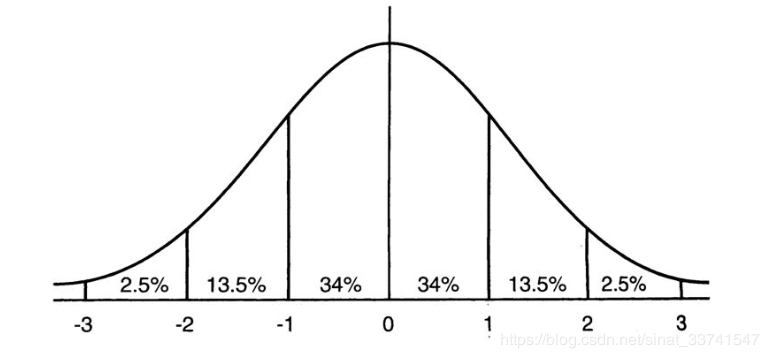 2.5% 13.5% 34% 34% 13.5% 2.5%
-3 -2 -1 0 1 2 3
https://blog.csdn.net/sinat_33741547